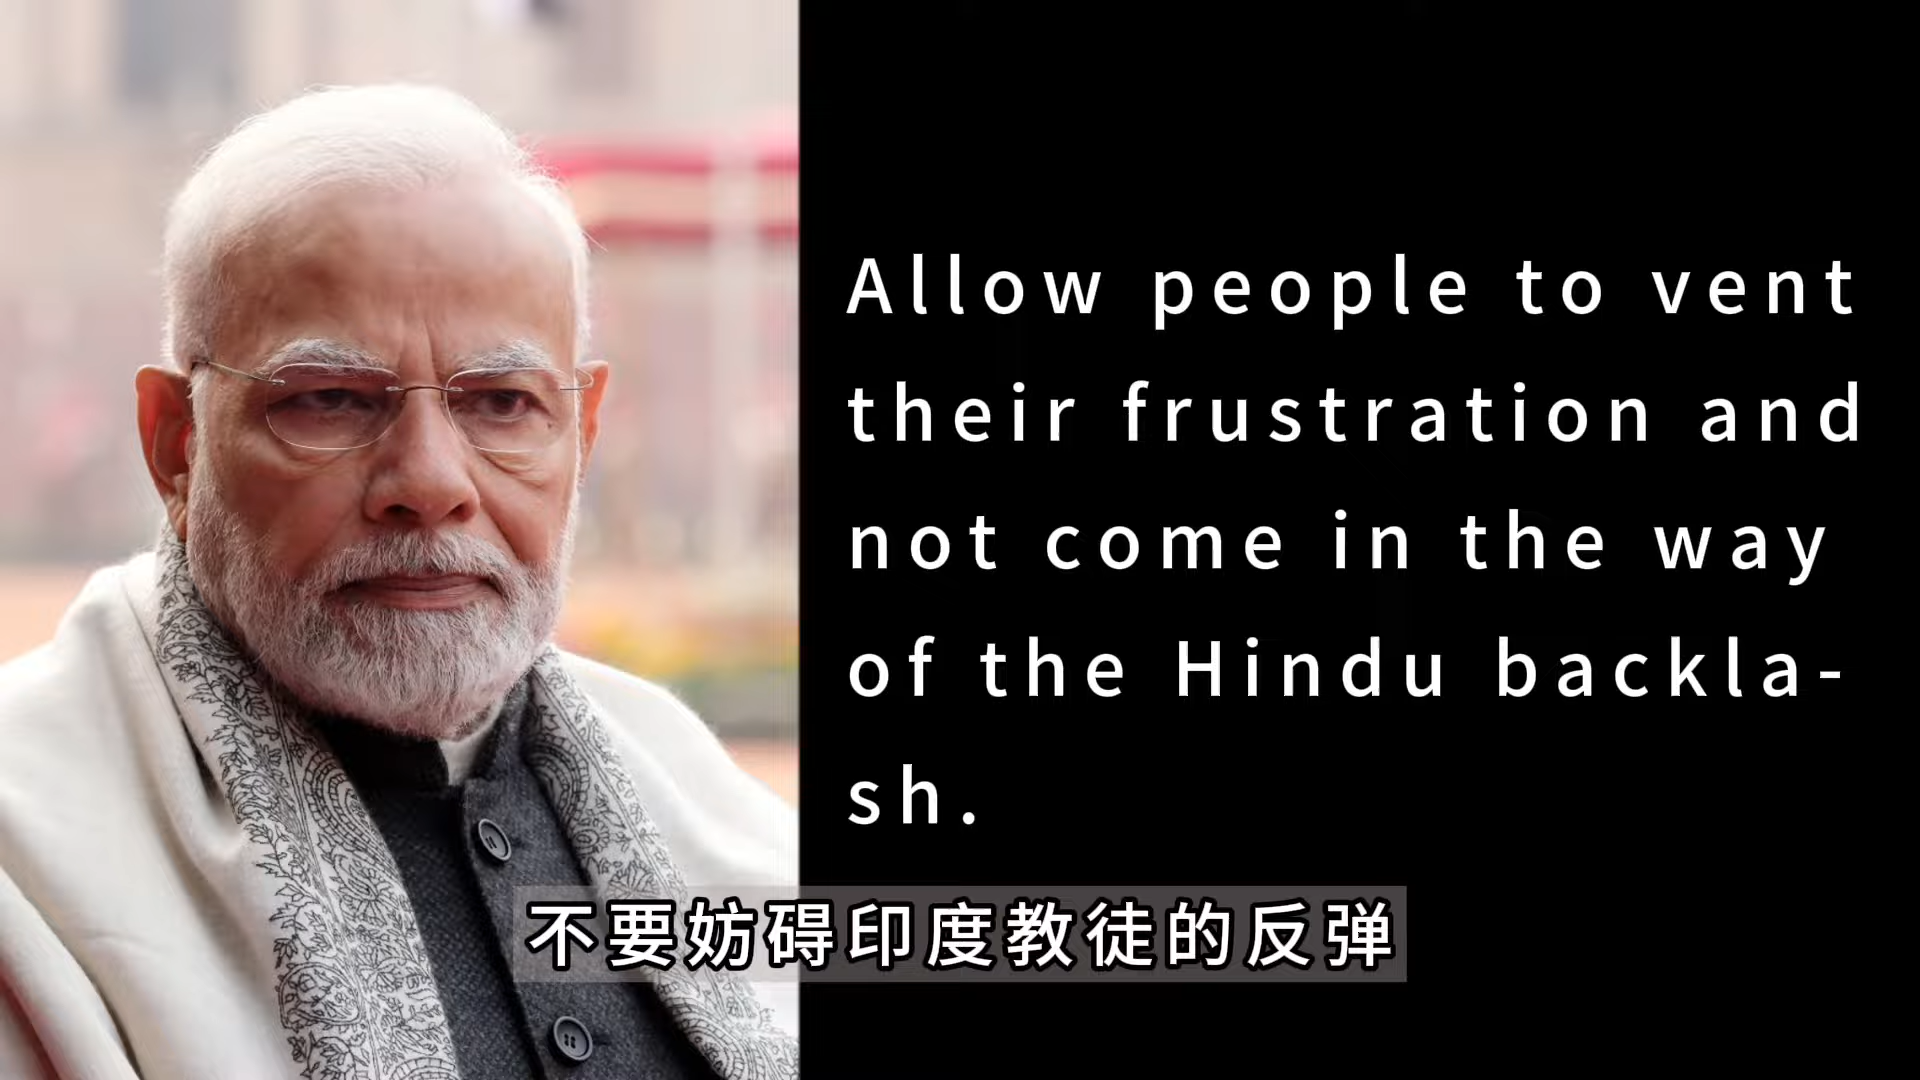 Allow people to vent
their frustration and
not come in the way
of the Hindu backla-
sh.
不要妨碍印度教徒的反弹